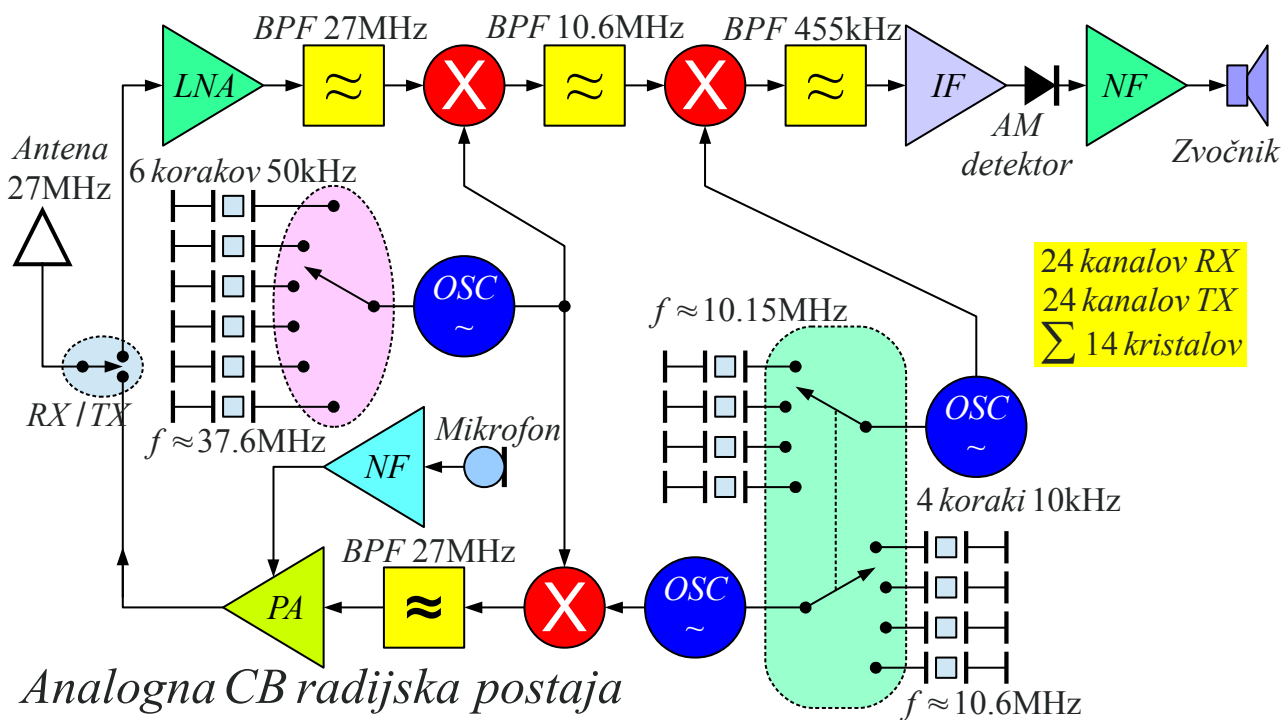 BPF 27MHz
BPF 10.6MHz
BPF 455kHz
LNA
≈
X
≈
X
≈
IF
NF
AM
detektor
Zvočnik
Antena
27MHz
6 korakov 50kHz
OSC
~
24 kanalov RX
24 kanalov TX
∑ 14 kristalov
f ≈ 10.15MHz
RX / TX
f ≈ 37.6MHz
Mikrofon
NF
OSC
~
4 koraki 10kHz
BPF 27MHz
PA
≈
X
OSC
~
f ≈ 10.6MHz
Analogna CB radijska postaja